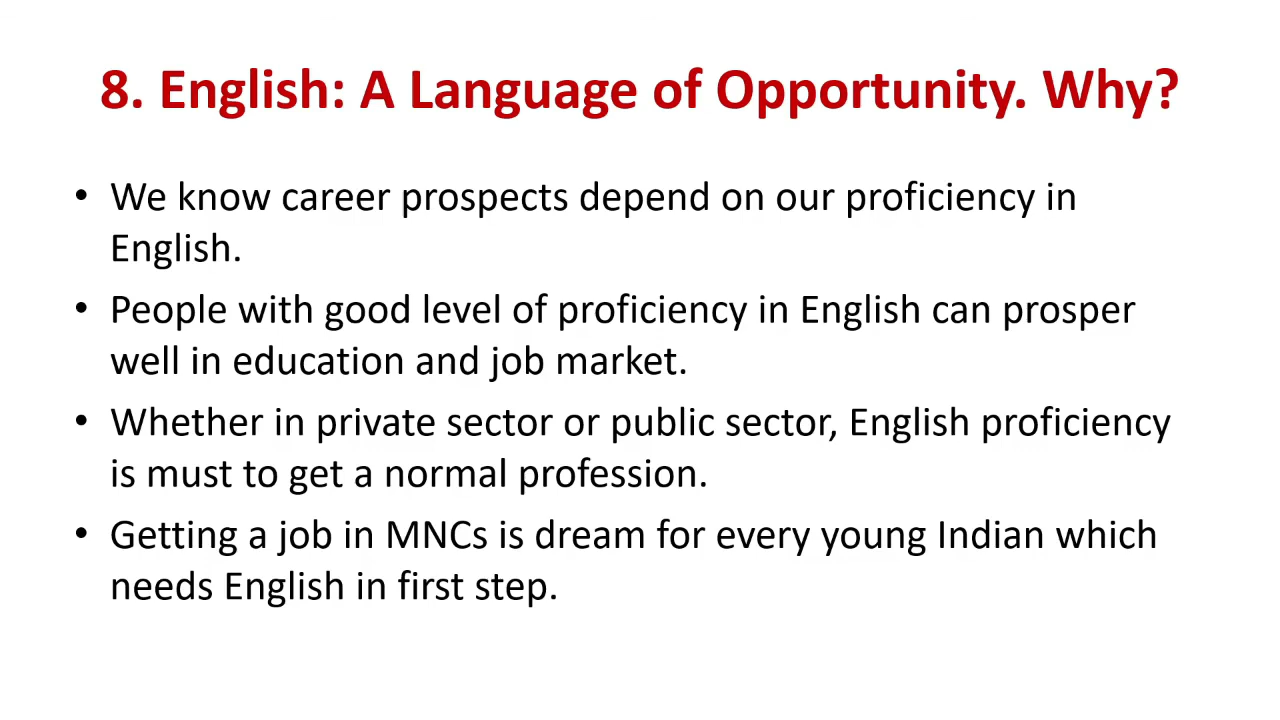 8. English: A Language of Opportunity. Why?
• We know career prospects depend on our proficiency in
English.
• People with good level of proficiency in English can prosper
well in education and job market.
• Whether in private sector or public sector, English proficiency
is must to get a normal profession.
• Getting a job in MNCs is dream for every young Indian which
needs English in first step.